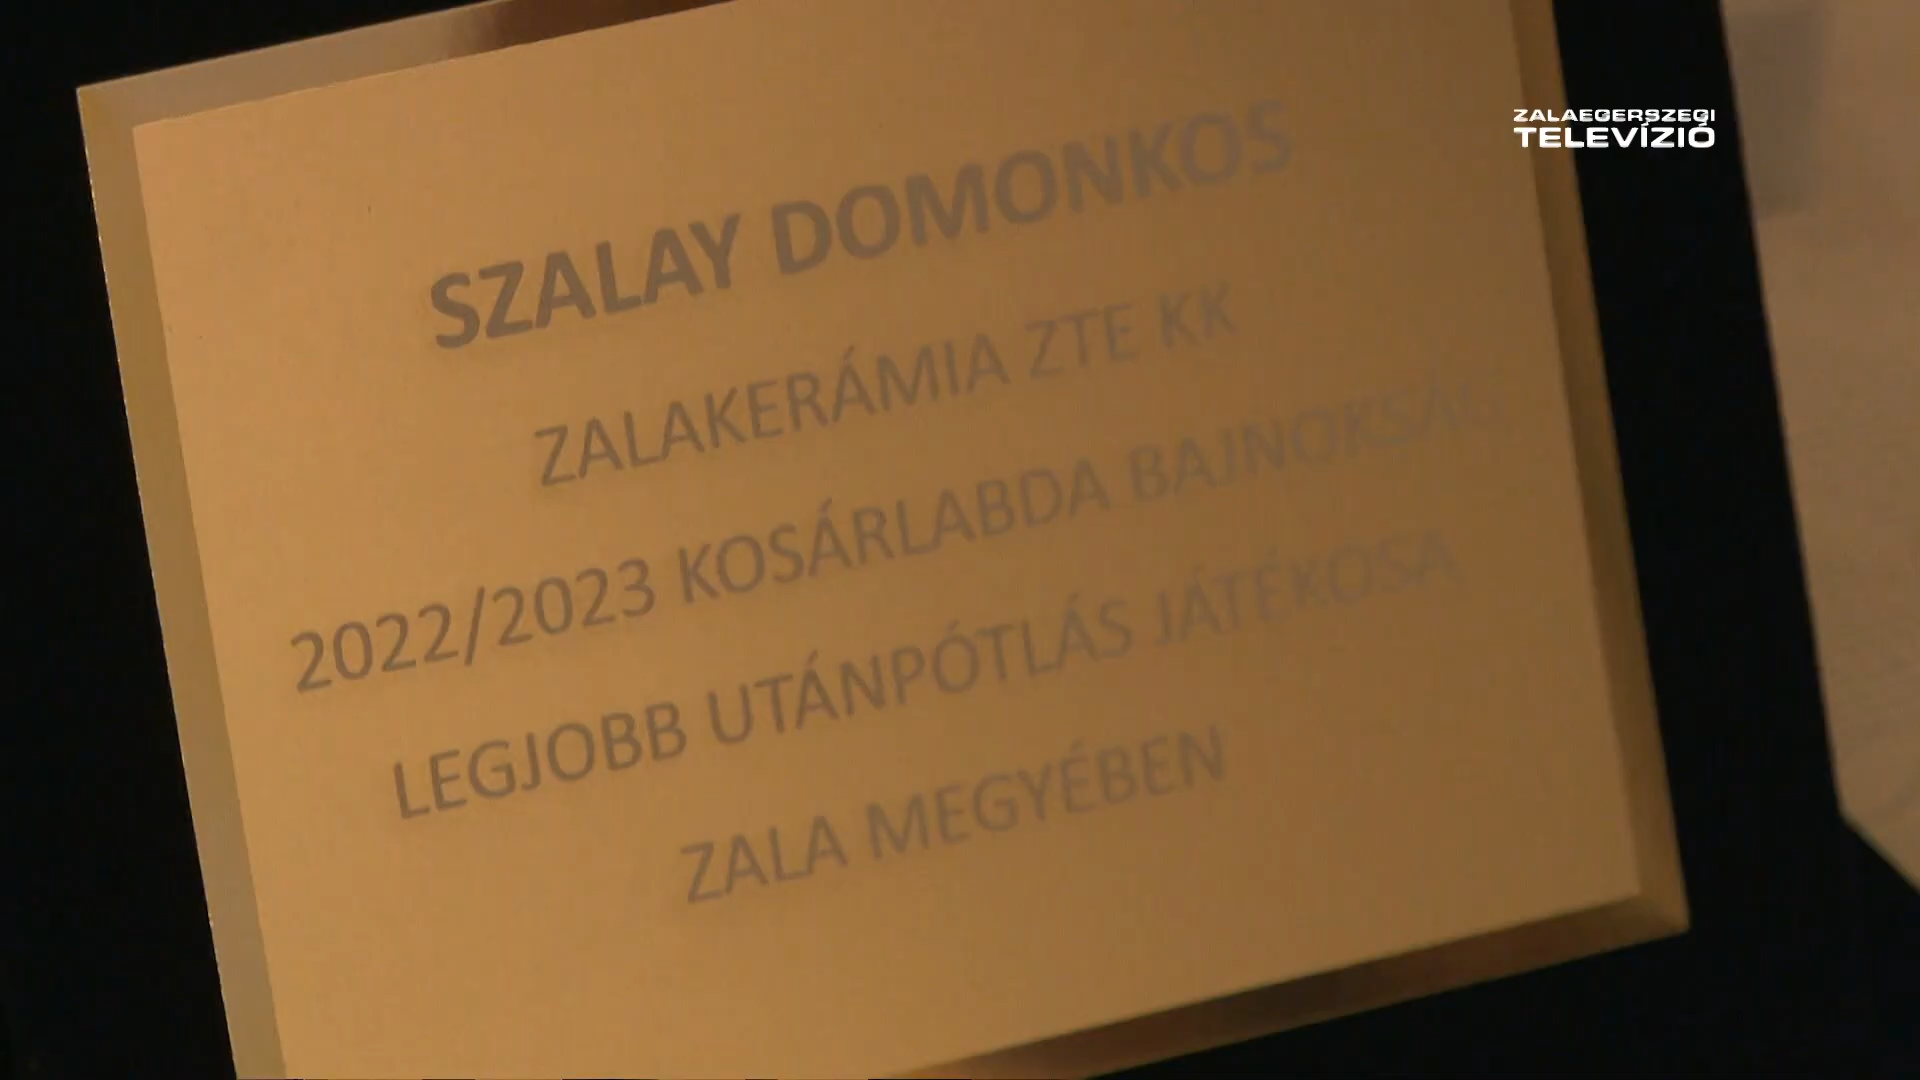 ZALAEGERSZEGI
TELEVÍZIÓ
SZALAY DOMONKOS
ZALAKERÁMIA ZTE KK
2022/2023 KOSÁRLABDA BAJNOKSÁG
LEGJOBB UTÁNPÓTLÁS JÁTÉKOSA
ZALA MEGYÉBEN